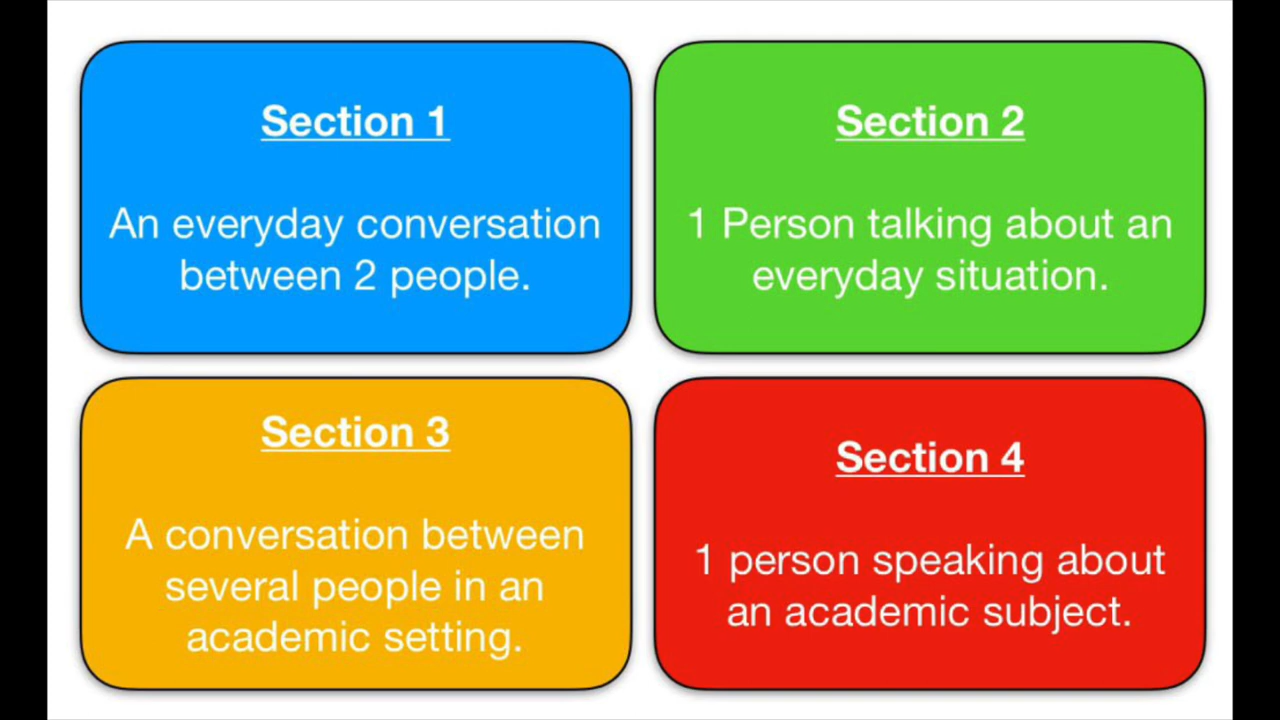 Section 1
An everyday conversation
between 2 people.
Section 2
1 Person talking about an
everyday situation.
Section 3
A conversation between
several people in an
academic setting.
Section 4
1 person speaking about
an academic subject.